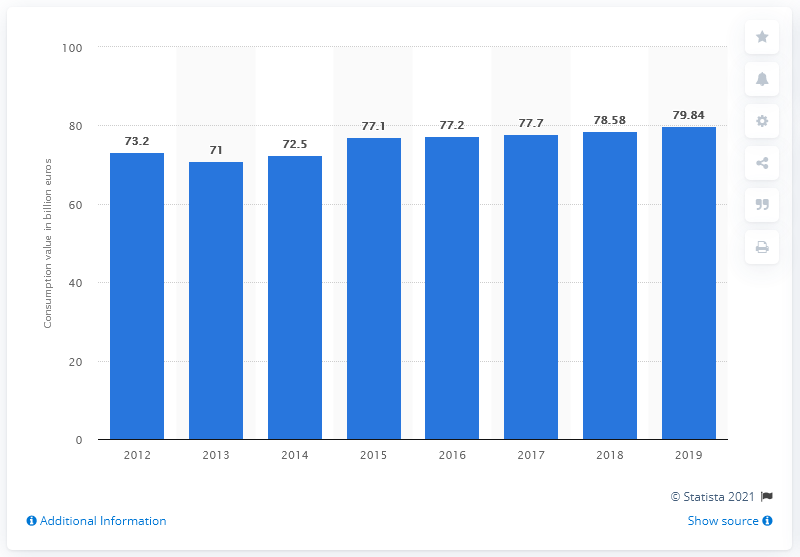 100
80
60
40
20
0
Consumption value in billion euros
73.2
71
72.5
77.1
77.2
77.7
78.58
79.84
2012 2013 2014 2015 2016 2017 2018 2019
© Statista 2021
Additional Information
Show source